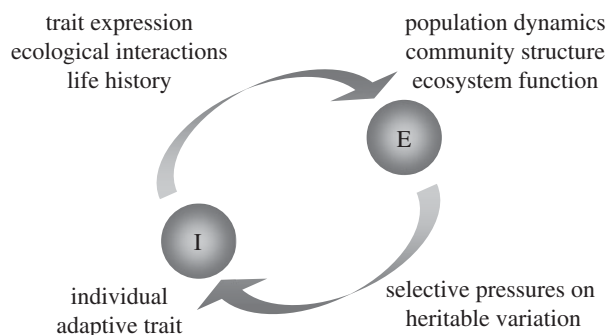 trait expression
ecological interactions
life history
population dynamics
community structure
ecosystem function
E
I
individual
adaptive trait
selective pressures on
heritable variation